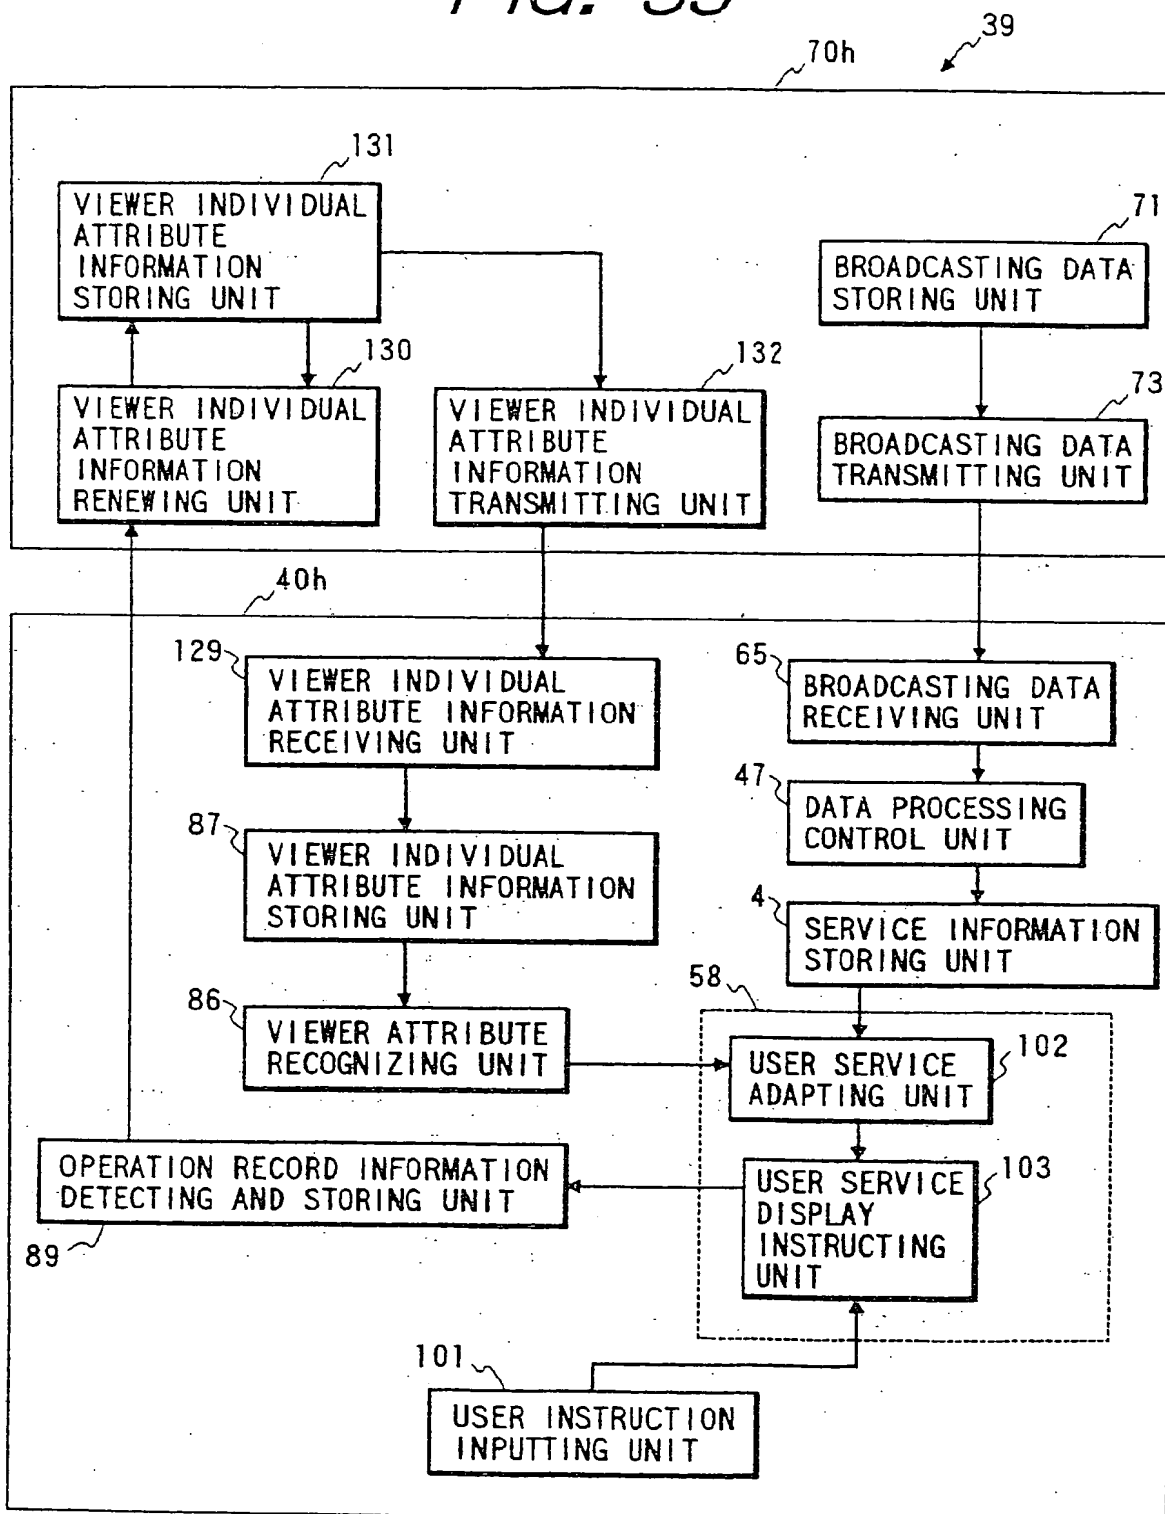 FIG. 33
39
70h
131
VIEWER INDIVIDUAL
ATTRIBUTE
INFORMATION
STORING UNIT
71
BROADCASTING DATA
STORING UNIT
130
VIEWER INDIVIDUAL
ATTRIBUTE
INFORMATION
RENEWING UNIT
132
VIEWER INDIVIDUAL
ATTRIBUTE
INFORMATION
TRANSMITTING UNIT
73
BROADCASTING DATA
TRANSMITTING UNIT
40h
129
VIEWER INDIVIDUAL
ATTRIBUTE INFORMATION
RECEIVING UNIT
65
BROADCASTING DATA
RECEIVING UNIT
47
DATA PROCESSING
CONTROL UNIT
87
VIEWER INDIVIDUAL
ATTRIBUTE INFORMATION
STORING UNIT
4
SERVICE INFORMATION
STORING UNIT
58
86
VIEWER ATTRIBUTE
RECOGNIZING UNIT
102
USER SERVICE
ADAPTING UNIT
OPERATION RECORD INFORMATION
DETECTING AND STORING UNIT
89
103
USER SERVICE
DISPLAY
INSTRUCTING
UNIT
101
USER INSTRUCTION
INPUTTING UNIT